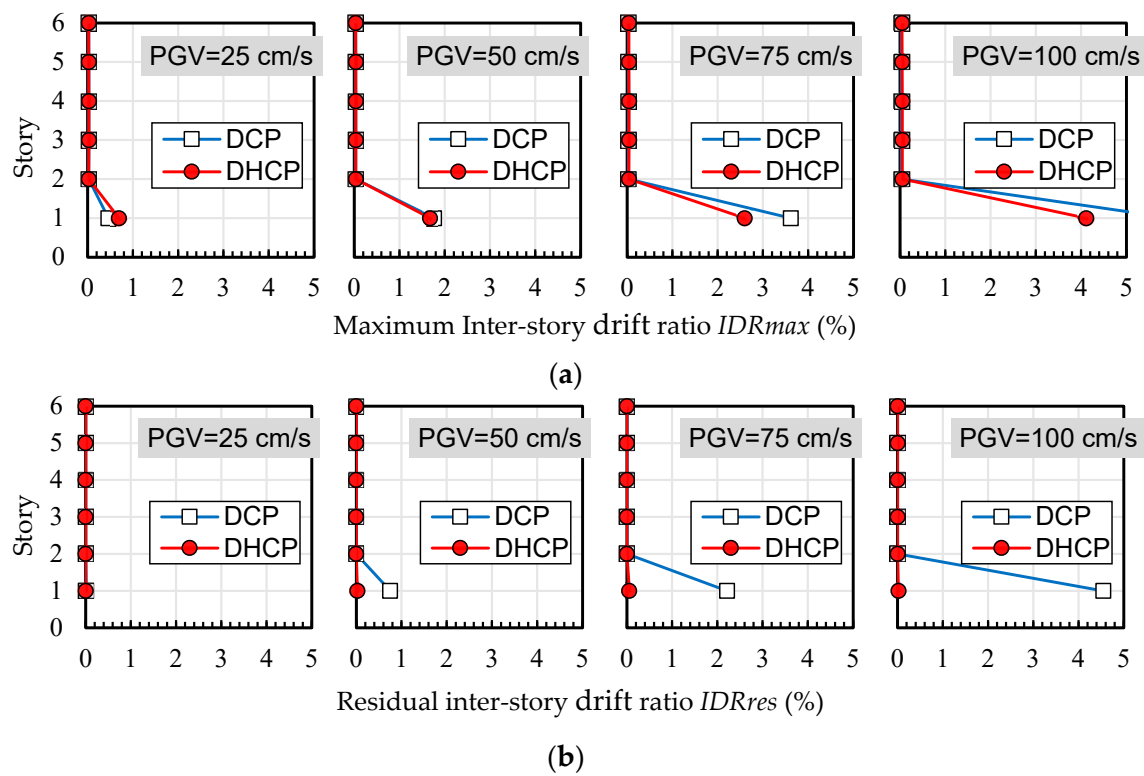 6
5
4
3
2
1
0
Story
PGV=25 cm/s
PGV=50 cm/s
PGV=75 cm/s
PGV=100 cm/s
DCP
DHCP
DCP
DHCP
DCP
DHCP
DCP
DHCP
0 1 2 3 4 5
0 1 2 3 4 5
0 1 2 3 4 5
0 1 2 3 4 5
Maximum Inter-story drift ratio IDRmax (%)
(a)
6
5
4
3
2
1
0
Story
PGV=25 cm/s
PGV=50 cm/s
PGV=75 cm/s
PGV=100 cm/s
DCP
DHCP
DCP
DHCP
DCP
DHCP
DCP
DHCP
0 1 2 3 4 5
0 1 2 3 4 5
0 1 2 3 4 5
0 1 2 3 4 5
Residual inter-story drift ratio IDRres (%)
(b)